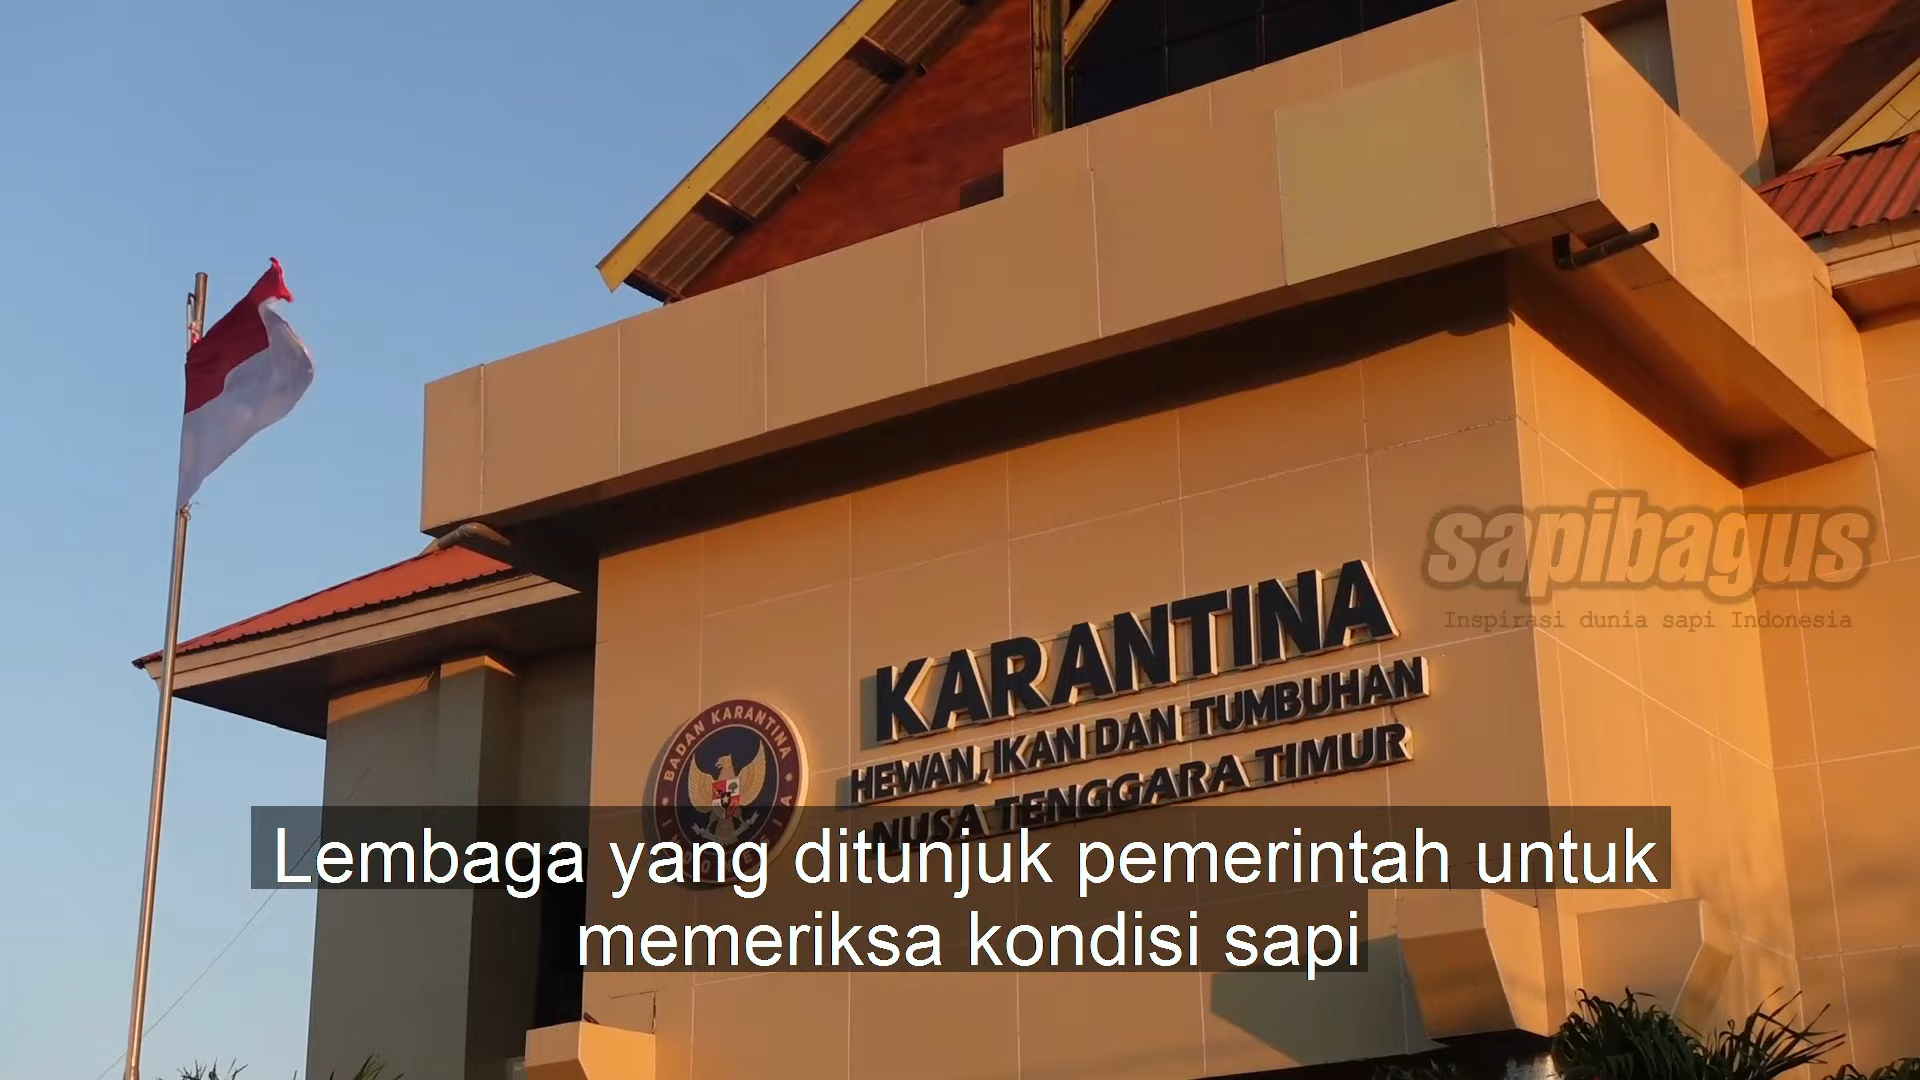 sapibagus
Inspirasi dunia sapi Indonesia
KARANTINA
HEWAN, IKAN DAN TUMBUHAN
NUSA TENGGARA TIMUR
BADAN KARANTINA
INDONESIA
Lembaga yang ditunjuk pemerintah untuk
memeriksa kondisi sapi